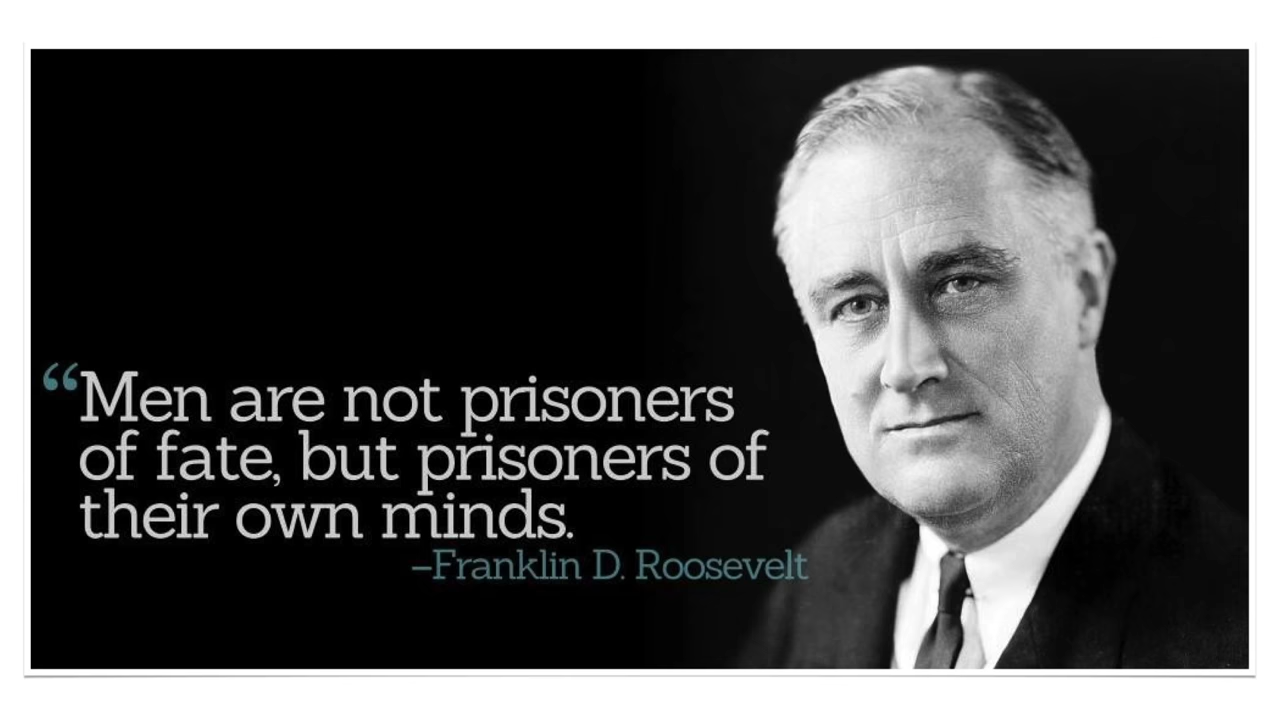 “Men are not prisoners
of fate, but prisoners of
their own minds.
–Franklin D. Roosevelt